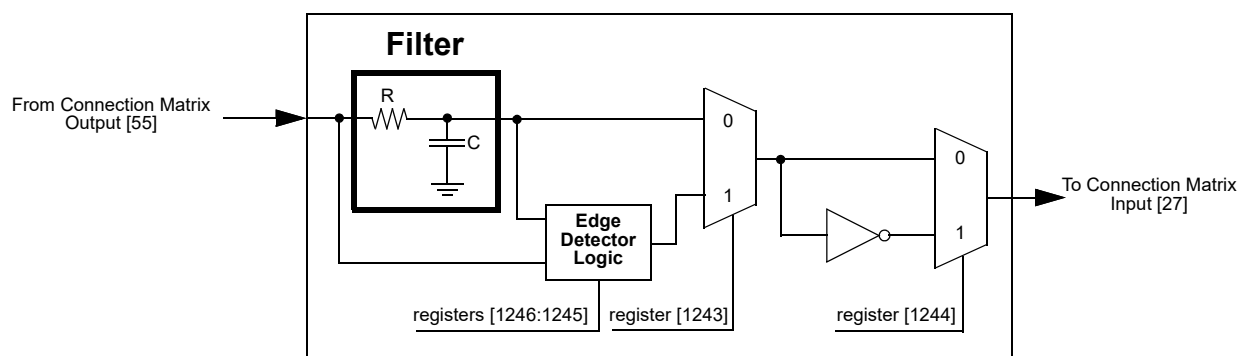 Filter
From Connection Matrix
Output [55]
R
C
0
1
Edge
Detector
Logic
0
1
To Connection Matrix
Input [27]
registers [1246:1245]
register [1243]
register [1244]